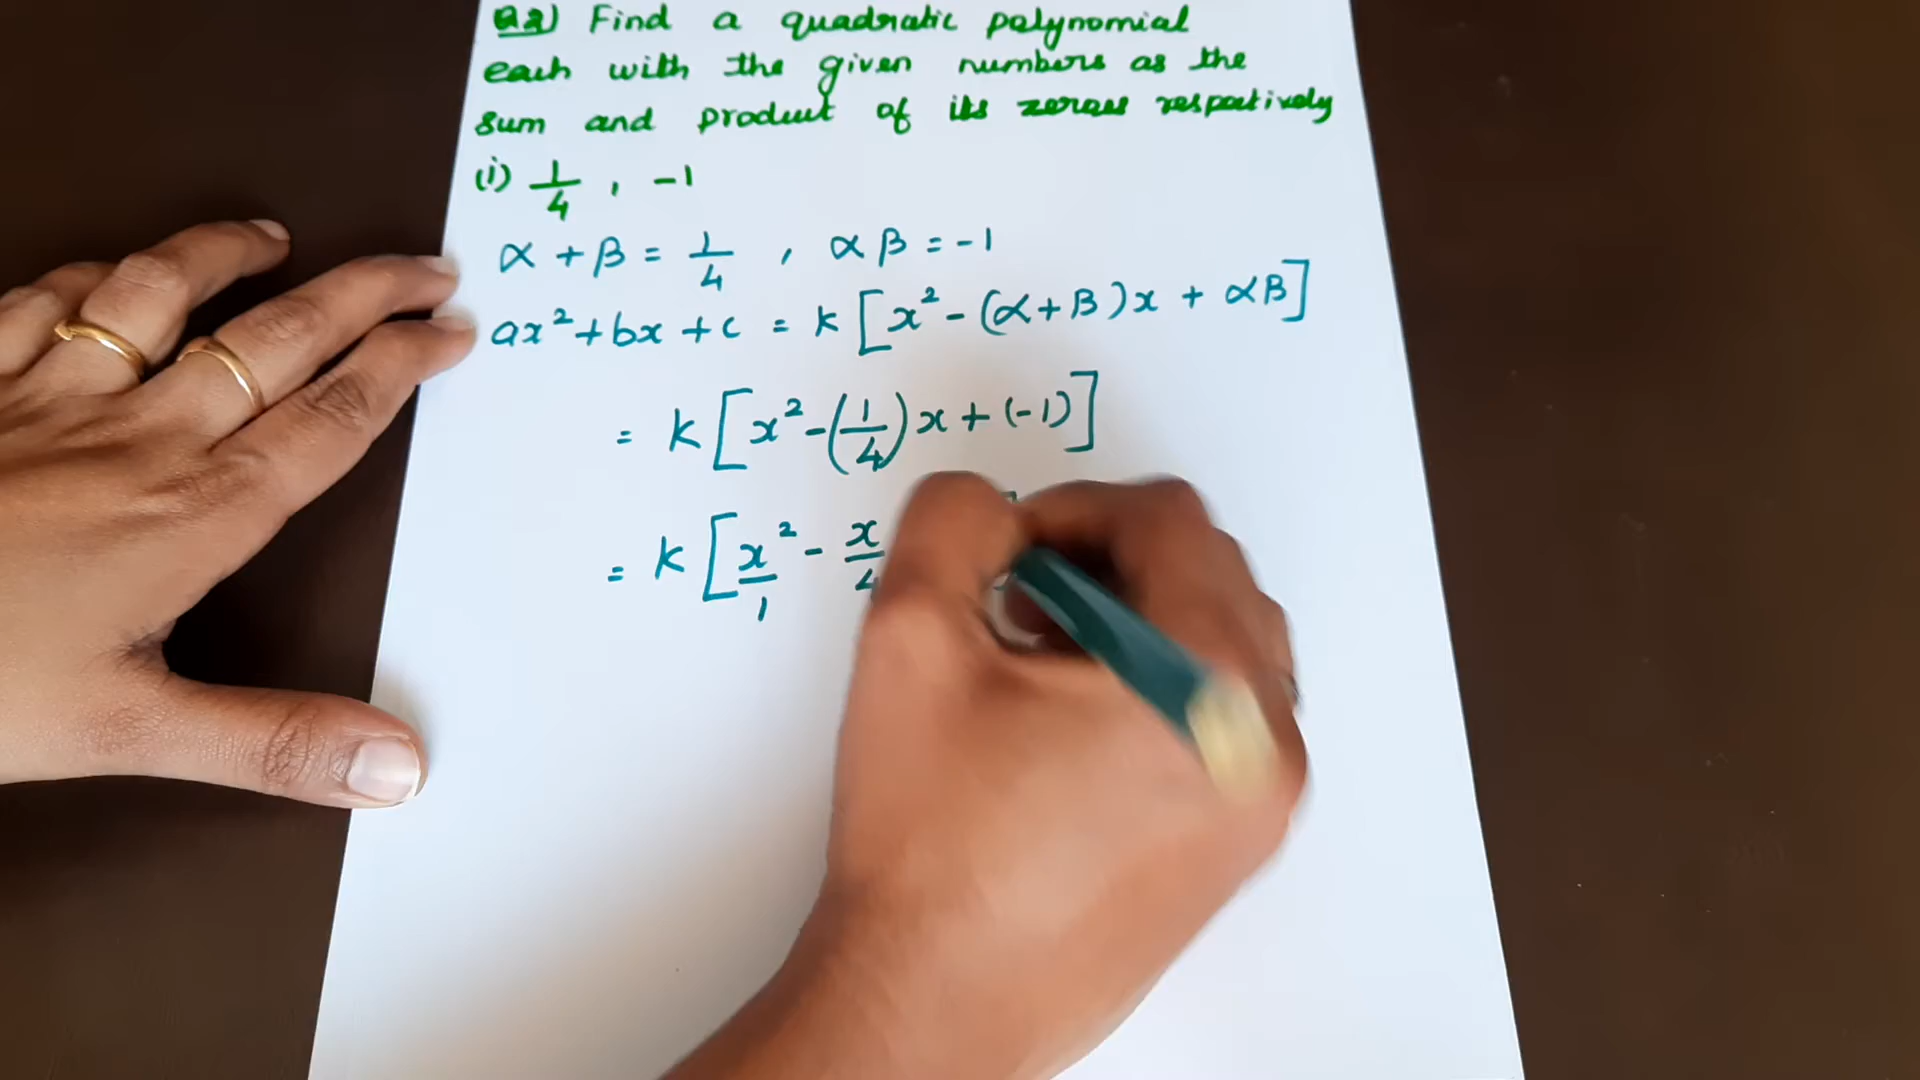 Q2) Find a quadratic polynomial
each with the given numbers as the
sum and product of its zeroes respectively
(i) 1/4 , -1
α + β = 1/4 , αβ = -1
ax² + bx + c = k [x² - (α + β)x + αβ]
= k [x² - (1/4)x + (-1)]
= k [x²/1 - x/4